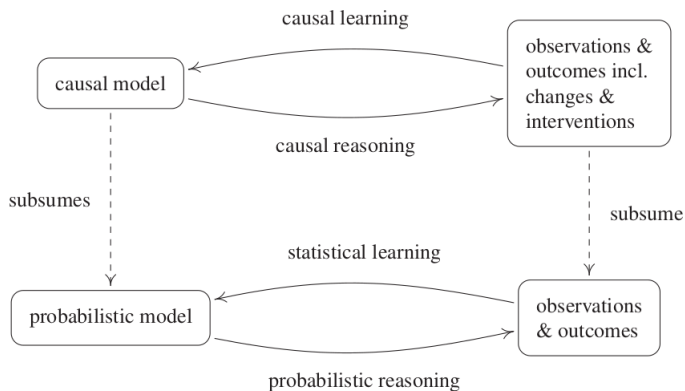 causal learning
causal model
observations &
outcomes incl.
changes &
interventions
causal reasoning
subsumes
subsume
statistical learning
probabilistic model
observations
& outcomes
probabilistic reasoning